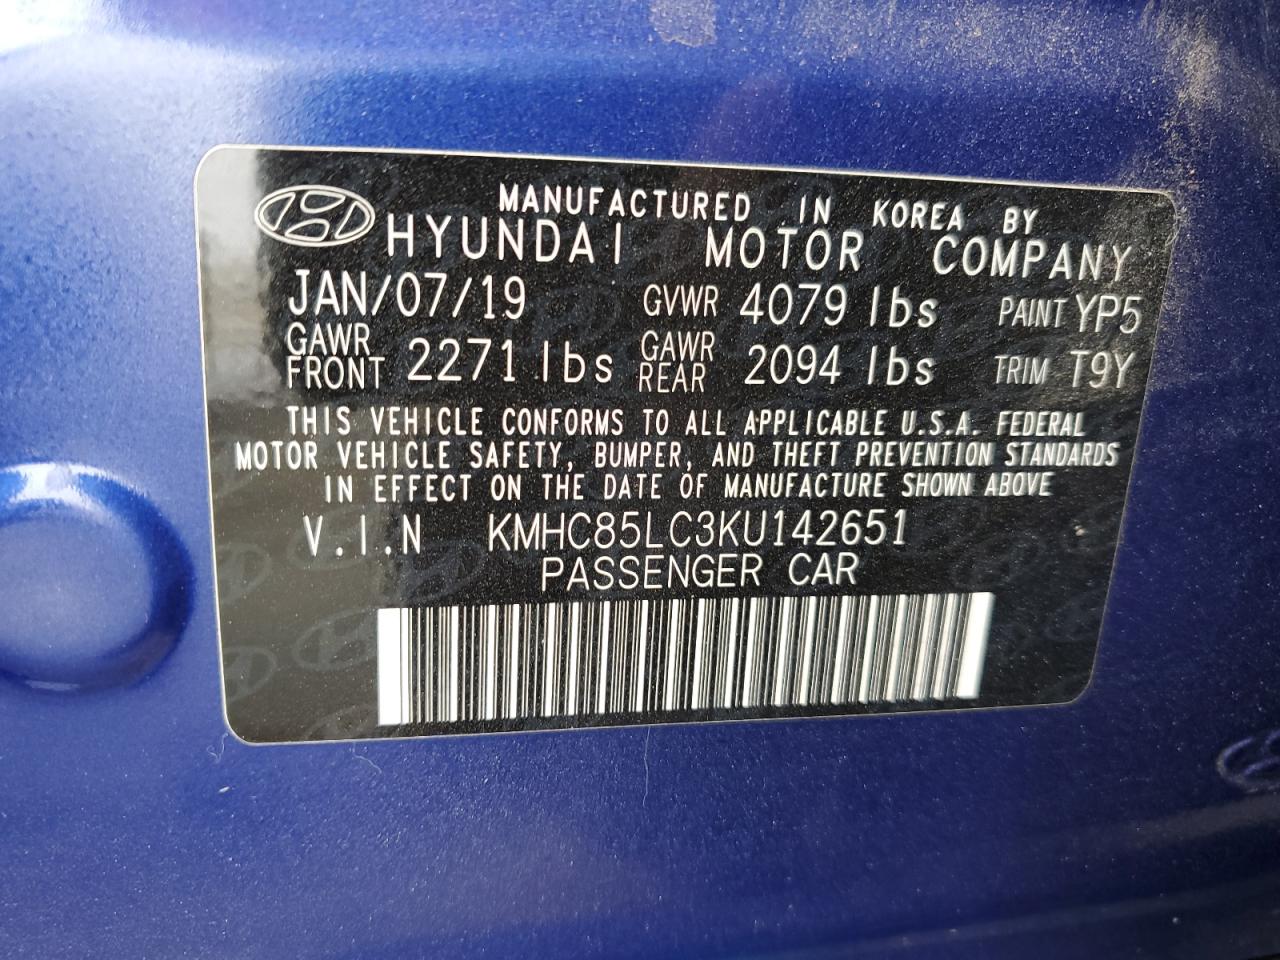 MANUFACTURED IN KOREA BY
HYUNDAI MOTOR COMPANY
JAN/07/19 GVWR 4079 lbs PAINT YP5
GAWR FRONT 2271 lbs GAWR REAR 2094 lbs TRIM T9Y
THIS VEHICLE CONFORMS TO ALL APPLICABLE U.S.A. FEDERAL
MOTOR VEHICLE SAFETY, BUMPER, AND THEFT PREVENTION STANDARDS
IN EFFECT ON THE DATE OF MANUFACTURE SHOWN ABOVE
V.I.N KMHC85LC3KU142651
PASSENGER CAR